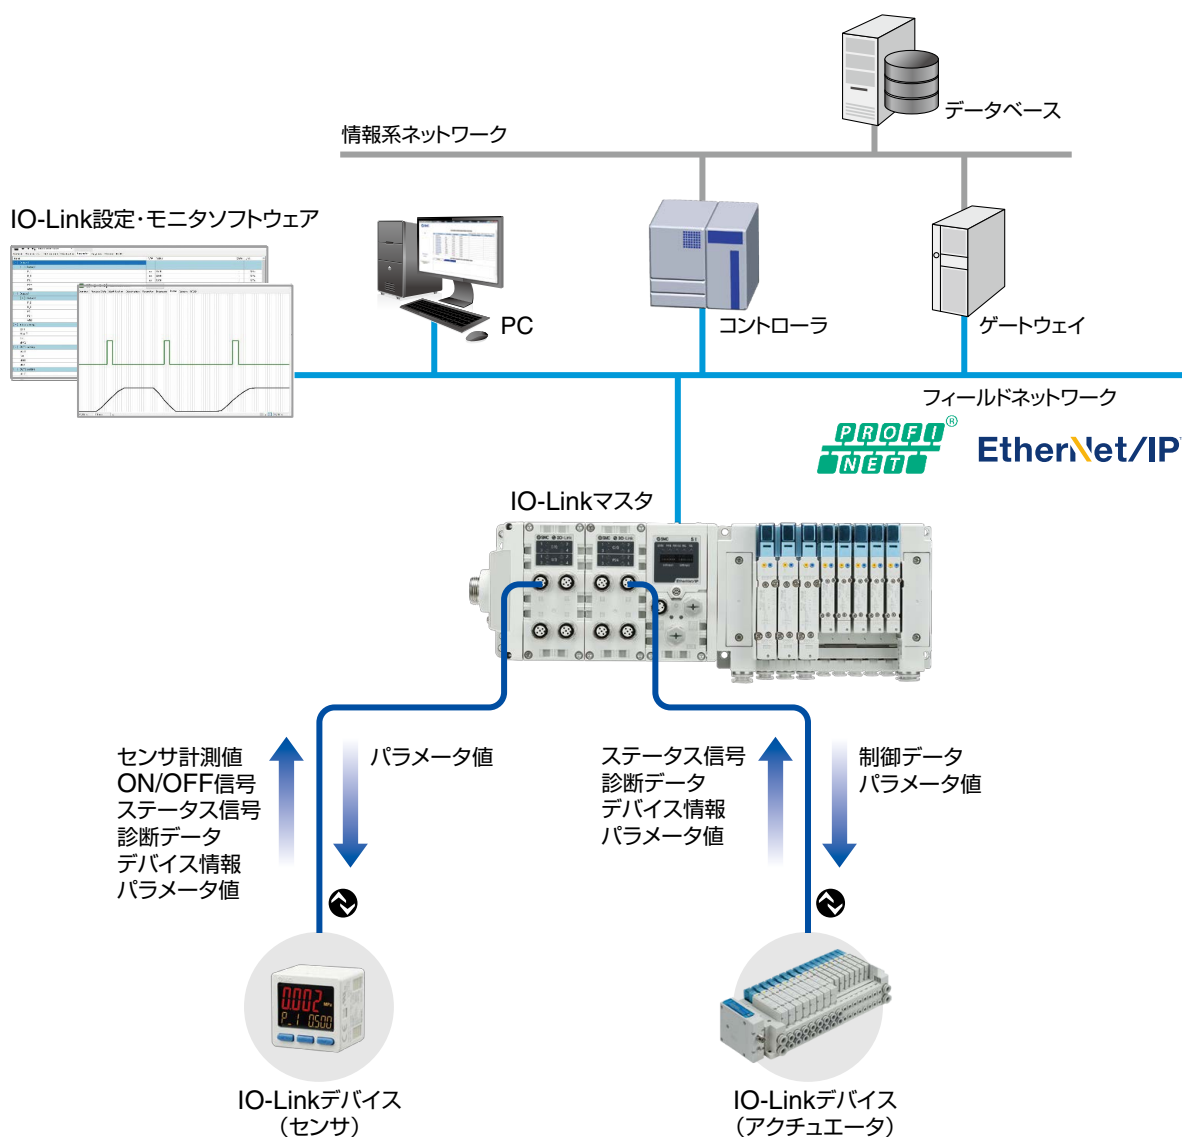 データベース
情報系ネットワーク
IO-Link設定・モニタソフトウェア
PC
コントローラ
ゲートウェイ
フィールドネットワーク
PROFI
NET
®
EtherNet/IP
IO-Linkマスタ
EtherNet/IP
センサ計測値
ON/OFF信号
ステータス信号
診断データ
デバイス情報
パラメータ値
パラメータ値
ステータス信号
診断データ
デバイス情報
パラメータ値
制御データ
パラメータ値
0.002 MPa
P_1 0.500
IO-Linkデバイス
（センサ）
IO-Linkデバイス
（アクチュエータ）